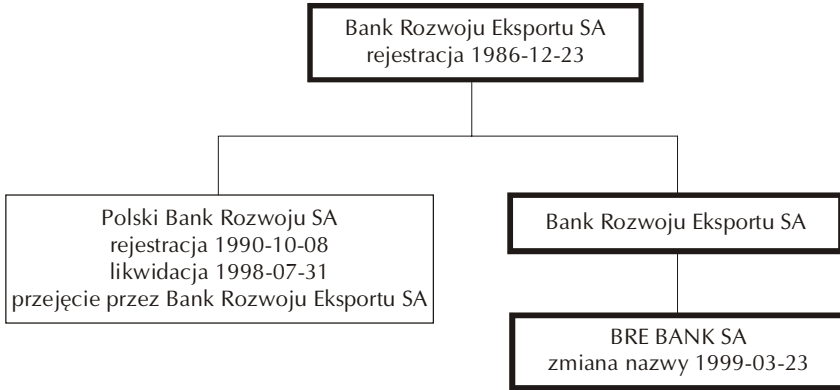 Bank Rozwoju Eksportu SA
rejestracja 1986-12-23
Polski Bank Rozwoju SA
rejestracja 1990-10-08
likwidacja 1998-07-31
przejęcie przez Bank Rozwoju Eksportu SA
Bank Rozwoju Eksportu SA
BRE BANK SA
zmiana nazwy 1999-03-23